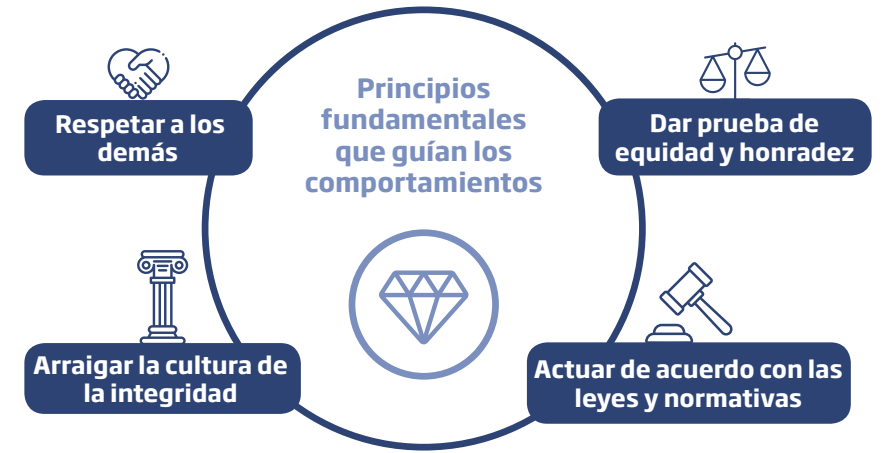 Principios
fundamentales
que guían los
comportamientos
Respetar a los
demás
Dar prueba de
equidad y honradez
Arraigar la cultura de
la integridad
Actuar de acuerdo con las
leyes y normativas